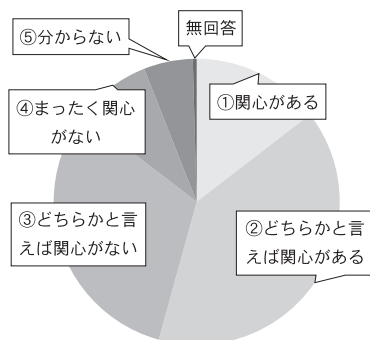 無回答
①関心がある
②どちらかと言
えば関心がある
③どちらかと言
えば関心がない
④まったく関心
がない
⑤分からない